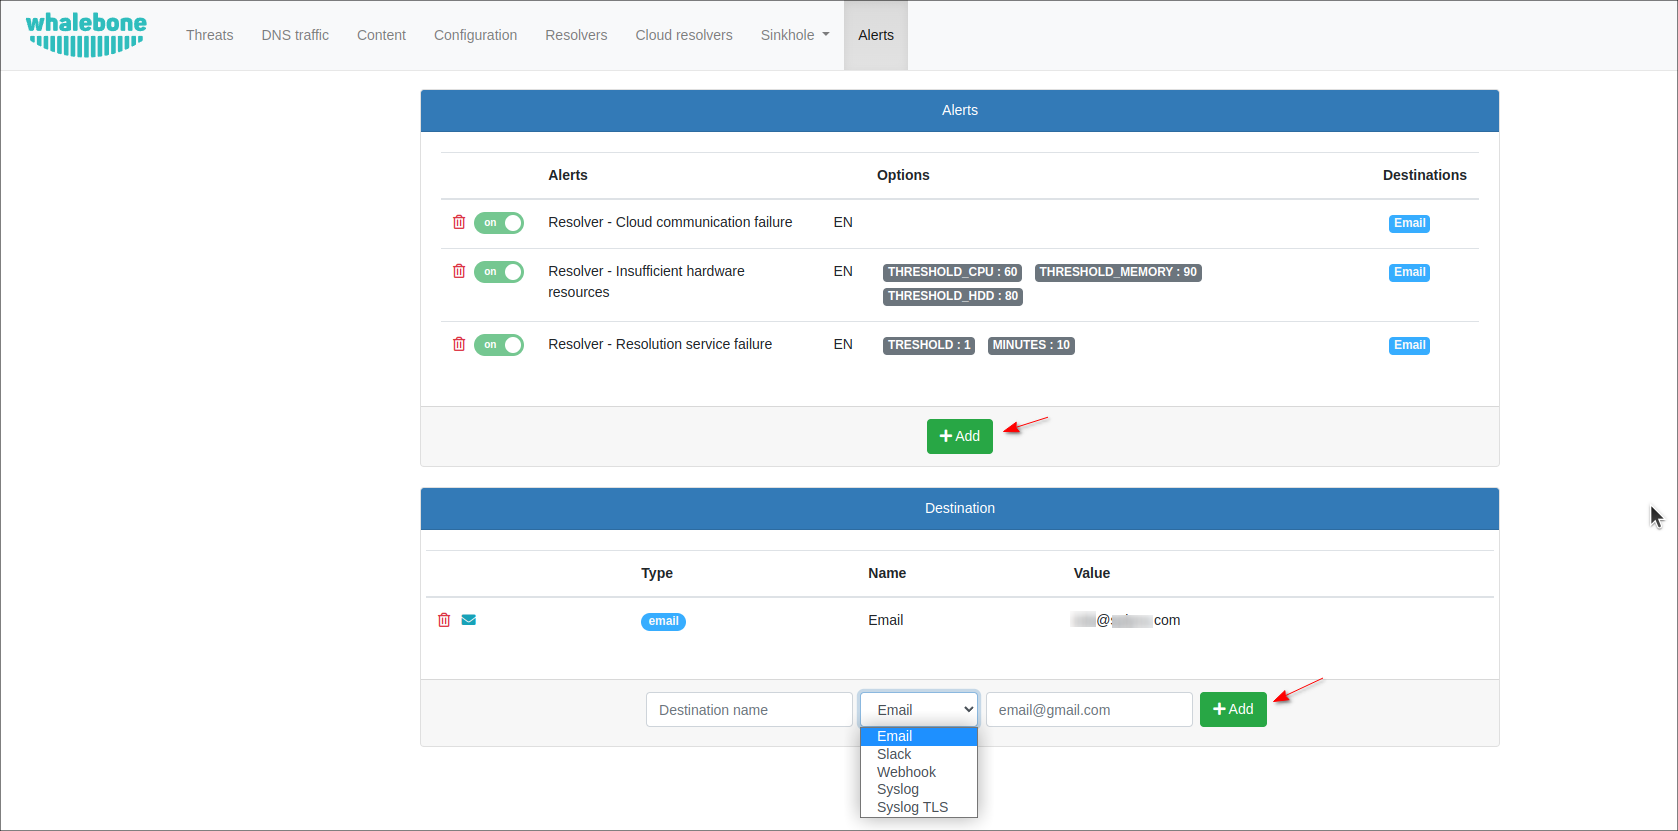 whalebone
Threats DNS traffic Content Configuration Resolvers Cloud resolvers Sinkhole Alerts
Alerts
Alerts Options Destinations
on Resolver - Cloud communication failure EN Email
on Resolver - Insufficient hardware EN THRESHOLD_CPU : 60 THRESHOLD_MEMORY : 90 Email
resources THRESHOLD_HDD : 80
on Resolver - Resolution service failure EN TRESHOLD : 1 MINUTES : 10 Email
Add
Destination
Type Name Value
email Email @ com
Destination name Email email@gmail.com Add
Email
Slack
Webhook
Syslog
Syslog TLS